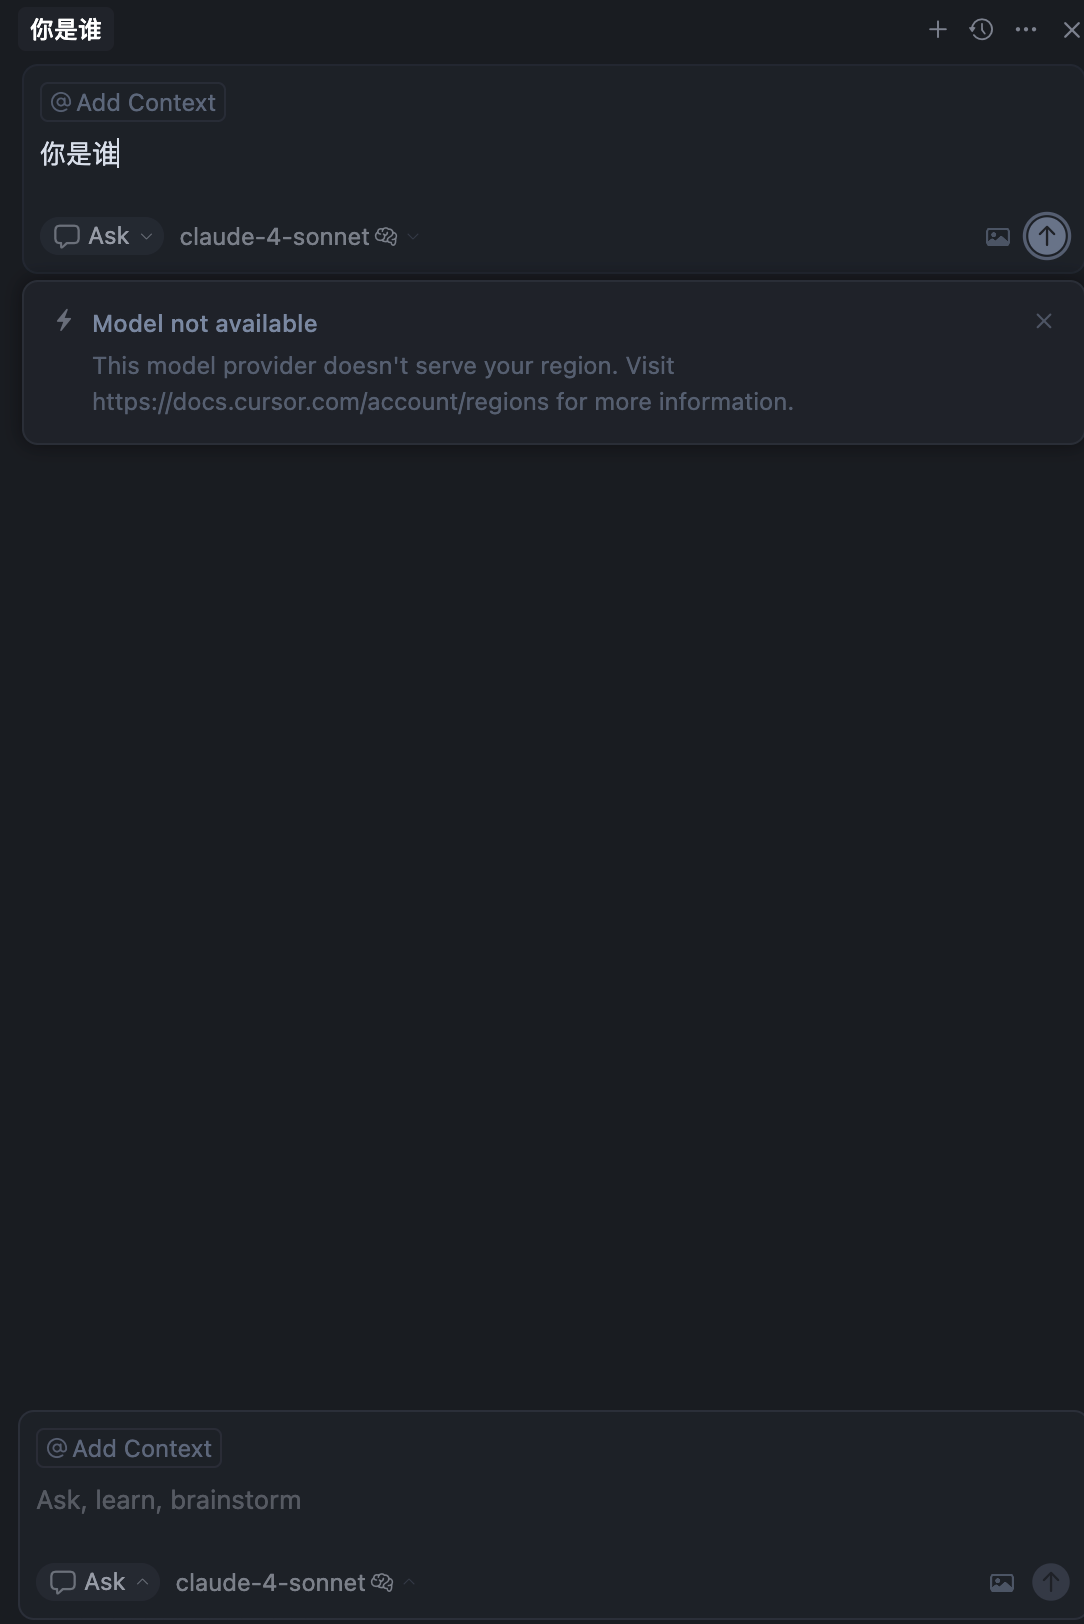 你是谁
@ Add Context
你是谁
Ask claude-4-sonnet
Model not available
This model provider doesn't serve your region. Visit
https://docs.cursor.com/account/regions for more information.
@ Add Context
Ask, learn, brainstorm
Ask claude-4-sonnet